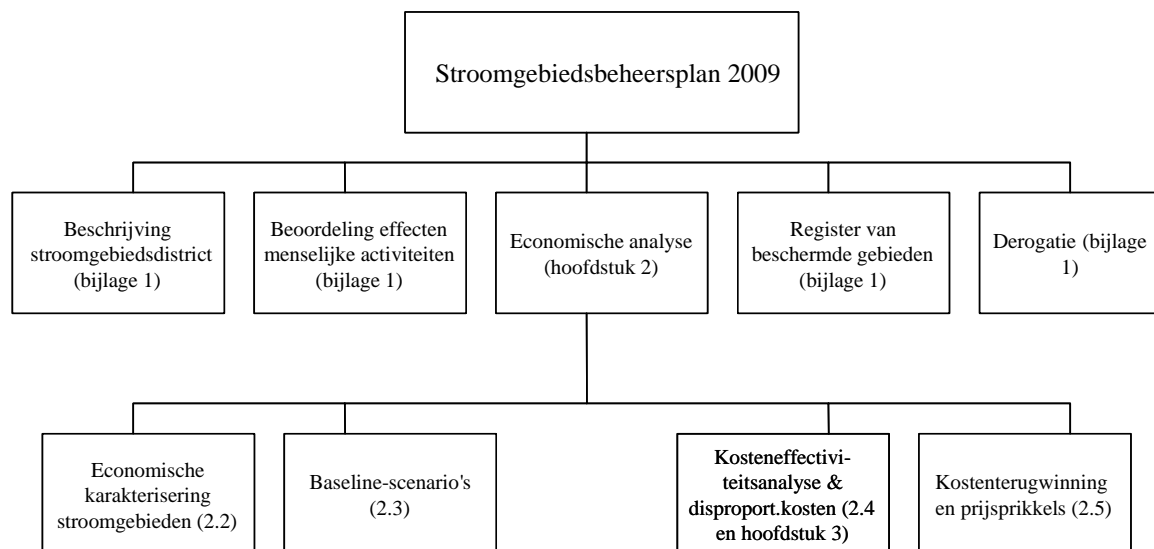 Stroomgebiedsbeheersplan 2009
Beschrijving
stroomgebiedsdistrict
(bijlage 1)
Beoordeling effecten
menselijke activiteiten
(bijlage 1)
Economische analyse
(hoofdstuk 2)
Register van
beschermde gebieden
(bijlage 1)
Derogatie (bijlage
1)
Economische
karakterisering
stroomgebieden (2.2)
Baseline-scenario's
(2.3)
Kosteneffectivi-
teitsanalyse &
disproport.kosten (2.4
en hoofdstuk 3)
Kostenterugwinning
en prijsprikkels (2.5)